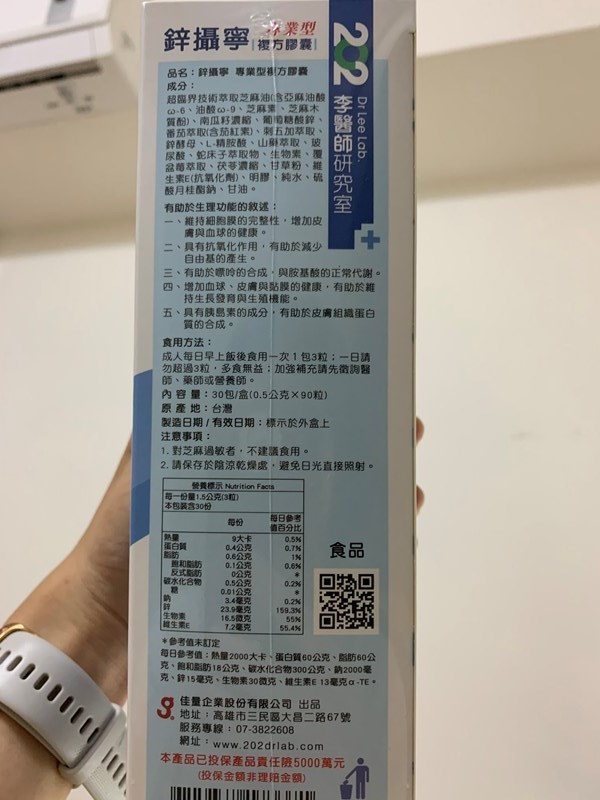 鋅攝寧
專業型
複方膠囊
202
Dr Lee Lab.
李醫師研究室
品名：鋅攝寧 專業型複方膠囊
成分：
超臨界技術萃取芝麻油(含亞麻油酸
ω-6、油酸ω-9、芝麻素、芝麻木
質酚)、南瓜籽濃縮、葡萄糖酸鋅、
番茄萃取(含茄紅素)、刺五加萃取、
鋅酵母、L-精胺酸、山藥萃取、玻
尿酸、蛇床子萃取物、生物素、覆
盆莓萃取、茯苓濃縮、甘草粉、維
生素E(抗氧化劑)、明膠、純水、硫
酸月桂酯鈉、甘油。
有助於生理功能的敘述：
一、維持細胞膜的完整性，增加皮
膚與血球的健康。
二、具有抗氧化作用，有助於減少
自由基的產生。
三、有助於嘌呤的合成，與胺基酸的正常代謝。
四、增加血球、皮膚與黏膜的健康，有助於維
持生長發育與生殖機能。
五、具有胰島素的成分，有助於皮膚組織蛋白
質的合成。
食用方法：
成人每日早上飯後食用一次1包3粒；一日請
勿超過3粒，多食無益；加強補充請先徵詢醫
師、藥師或營養師。
內 容 量：30包/盒(0.5公克×90粒)
原 產 地：台灣
製造日期/有效日期：標示於外盒上
注意事項：
1. 對芝麻過敏者，不建議食用。
2. 請保存於陰涼乾燥處，避免日光直接照射。
營養標示 Nutrition Facts
每一份量1.5公克(3粒)
本包裝含30份
每份 每日參考值百分比
熱量 9大卡 0.5%
蛋白質 0.4公克 0.7%
脂肪 0.6公克 1%
飽和脂肪 0.1公克 0.6%
反式脂肪 0公克 *
碳水化合物 0.5公克 0.2%
糖 0.01公克 *
鈉 3.4毫克 0.2%
鋅 23.9毫克 159.3%
生物素 16.5微克 55%
維生素E 7.2毫克 55.4%
食品
*參考值未訂定
每日參考值：熱量2000大卡、蛋白質60公克、脂肪60公
克、飽和脂肪18公克、碳水化合物300公克、鈉2000毫
克、鋅15毫克、生物素30微克、維生素E 13毫克α-TE。
佳量企業股份有限公司 出品
地址：高雄市三民區大昌二路67號
服務專線：07-3822608
網址：www.202drlab.com
本產品已投保產品責任險5000萬元
(投保金額非理賠金額)